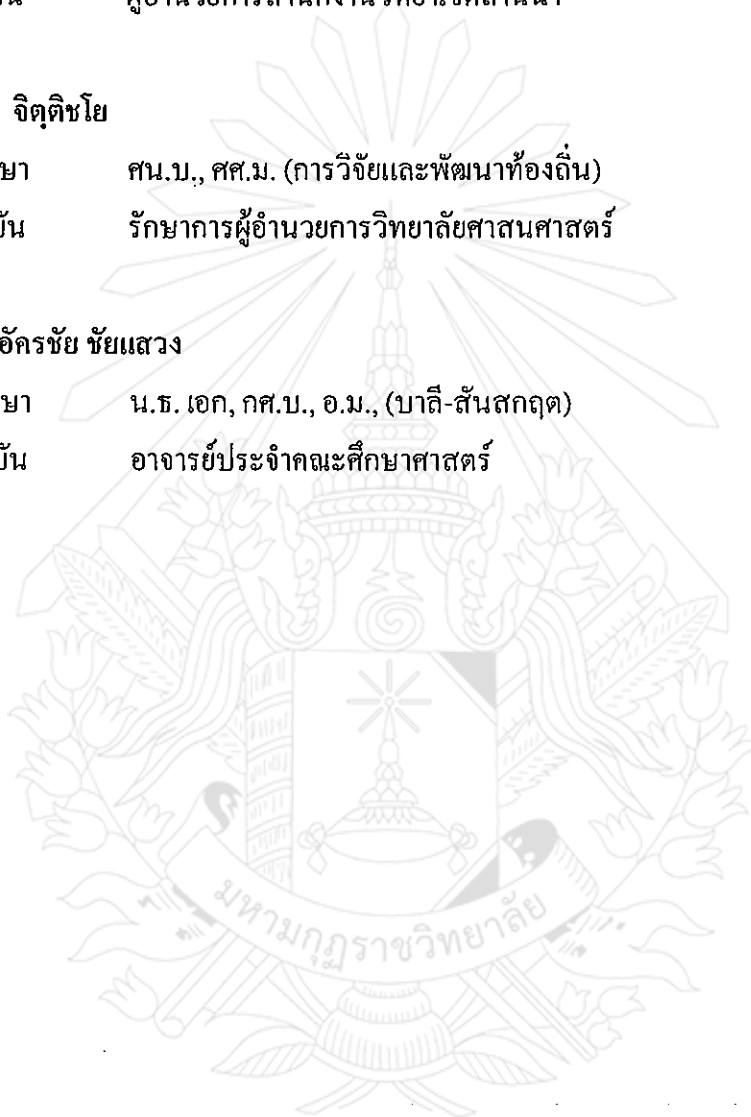 จิตฺติชโย
ษา ศน.บ., ศศ.ม. (การวิจัยและพัฒนาท้องถิ่น)
บัน รักษาการผู้อำนวยการวิทยาลัยศาสนศาสตร์
อัครชัย ชัยแสวง
ษา น.ธ. เอก, กศ.บ., อ.ม., (บาลี-สันสกฤต)
บัน อาจารย์ประจำคณะศึกษาศาสตร์
มหามกุฏราชวิทยาลัย